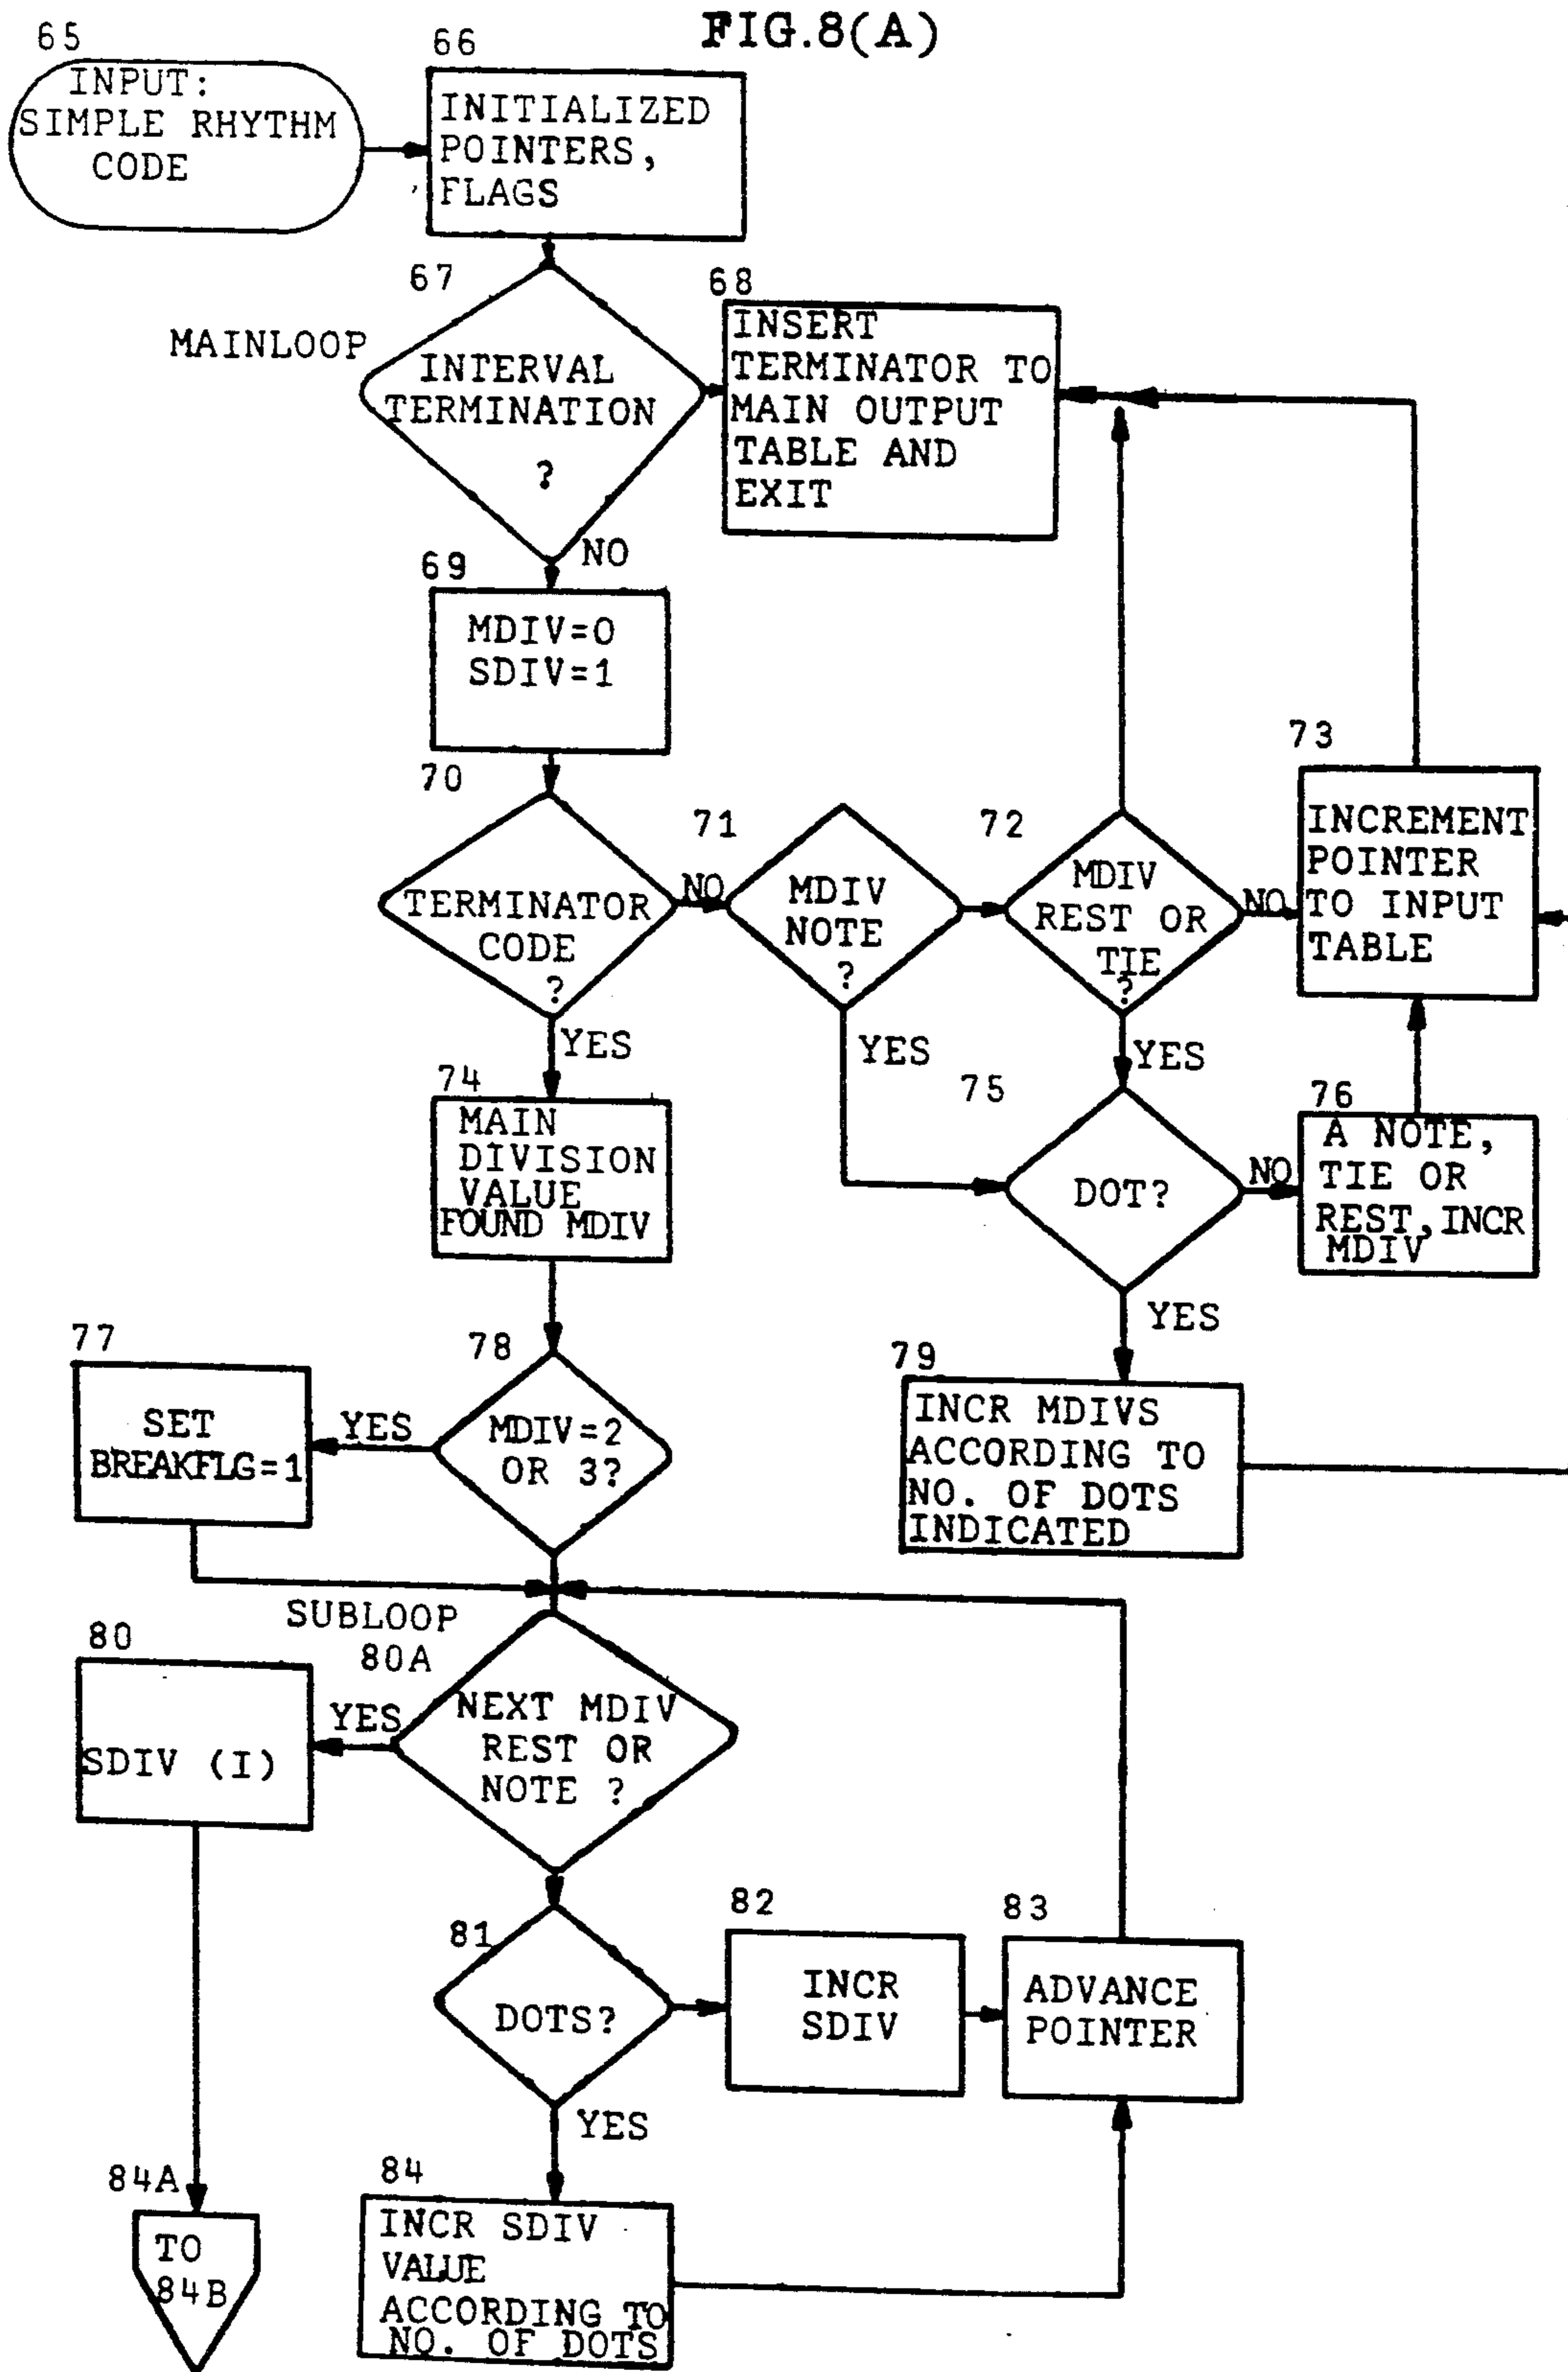 FIG.8(A)
65
INPUT:
SIMPLE RHYTHM
CODE
66
INITIALIZED
POINTERS,
FLAGS
67
MAINLOOP
INTERVAL
TERMINATION
?
NO
68
INSERT
TERMINATOR TO
MAIN OUTPUT
TABLE AND
EXIT
69
MDIV=0
SDIV=1
70
TERMINATOR
CODE
?
NO
YES
71
MDIV
NOTE
?
YES
72
MDIV
REST OR
TIE
?
NO
YES
73
INCREMENT
POINTER
TO INPUT
TABLE
74
MAIN
DIVISION
VALUE
FOUND MDIV
75
DOT?
NO
YES
76
A NOTE,
TIE OR
REST,INCR
MDIV
77
SET
BREAKFLG=1
78
MDIV=2
OR 3?
YES
79
INCR MDIVS
ACCORDING TO
NO. OF DOTS
INDICATED
SUBLOOP
80A
80
SDIV (I)
YES
NEXT MDIV
REST OR
NOTE ?
81
DOTS?
YES
82
INCR
SDIV
83
ADVANCE
POINTER
84A
TO
84B
84
INCR SDIV
VALUE
ACCORDING TO
NO. OF DOTS